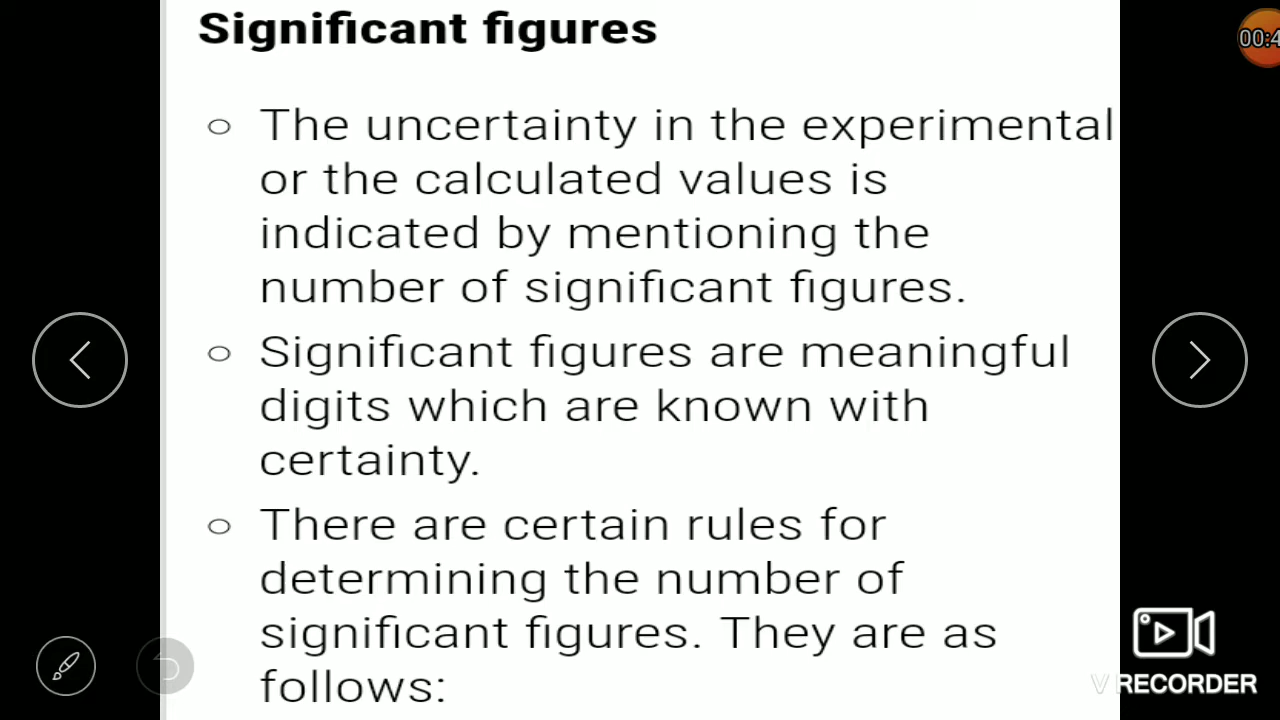 Significant figures
00:4
The uncertainty in the experimental
or the calculated values is
indicated by mentioning the
number of significant figures.
Significant figures are meaningful
digits which are known with
certainty.
There are certain rules for
determining the number of
significant figures. They are as
follows:
V RECORDER